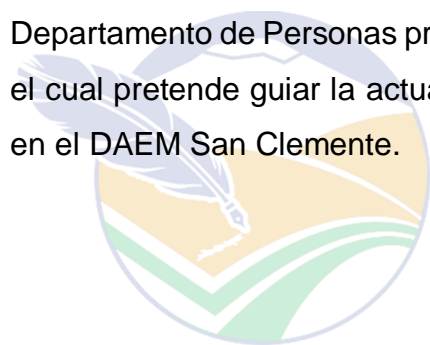 Departamento de Personas pr
el cual pretende guiar la actua
en el DAEM San Clemente.